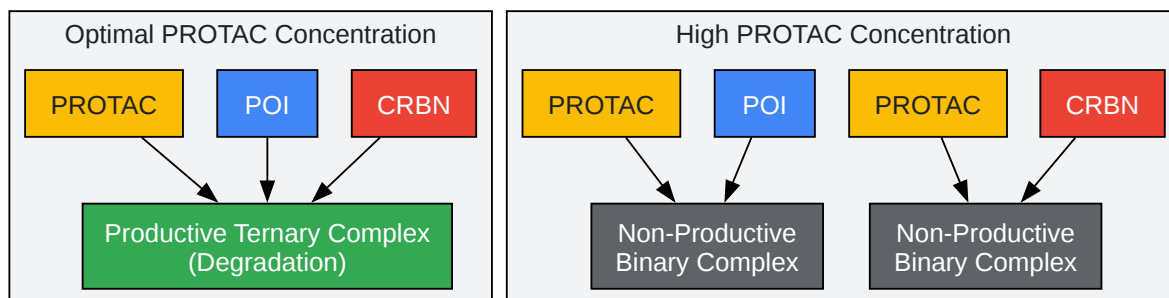 Optimal PROTAC Concentration
PROTAC
POI
CRBN
Productive Ternary Complex
(Degradation)
High PROTAC Concentration
PROTAC
POI
PROTAC
CRBN
Non-Productive
Binary Complex
Non-Productive
Binary Complex